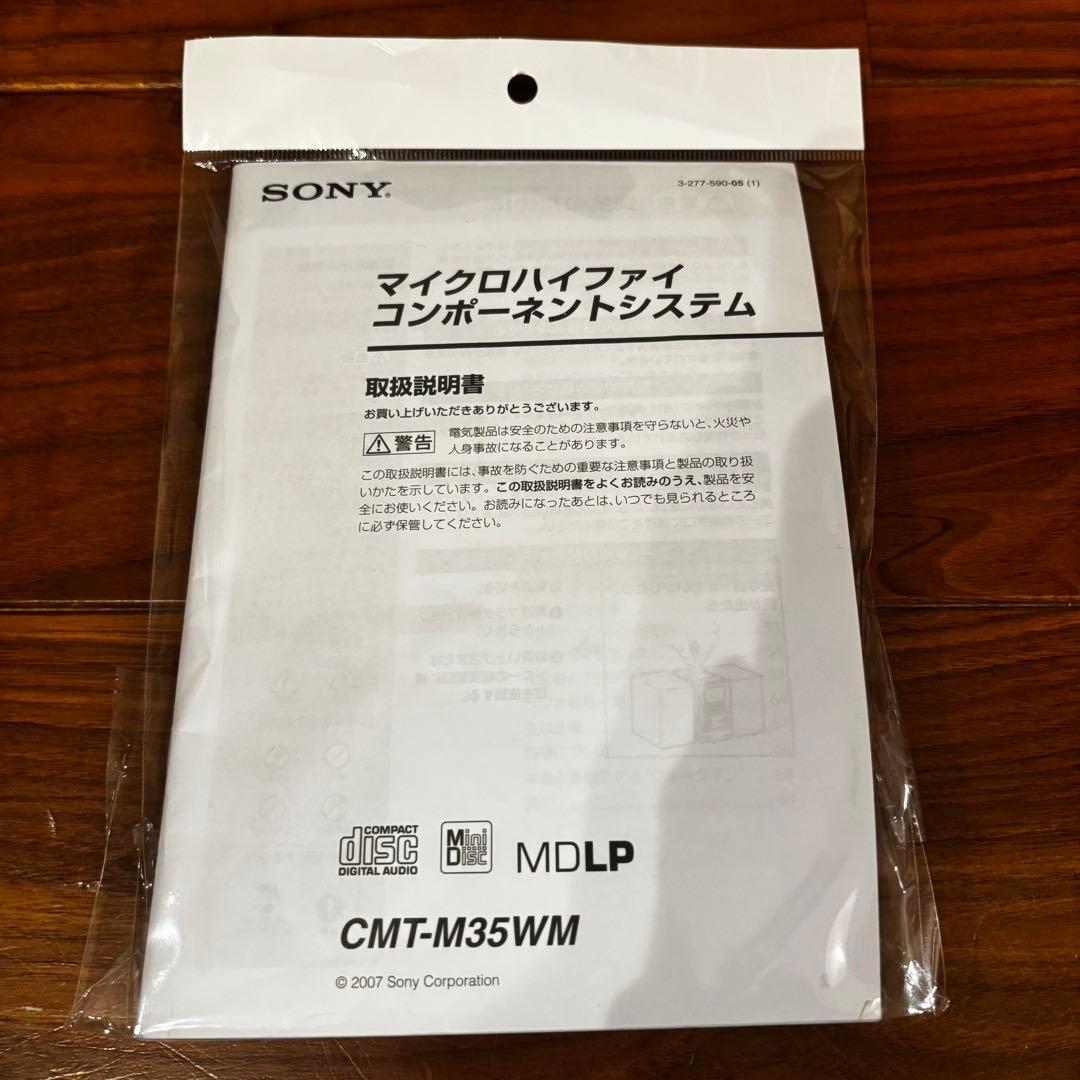 SONY®
3-277-590-05 (1)
マイクロハイファイ
コンポーネントシステム
取扱説明書
お買い上げいただきありがとうございます。
警告
電気製品は安全のための注意事項を守らないと、火災や
人身事故になることがあります。
この取扱説明書には、事故を防ぐための重要な注意事項と製品の取り扱
いかたを示しています。この取扱説明書をよくお読みのうえ、製品を安
全にお使いください。お読みになったあとは、いつでも見られるところ
に必ず保管してください。
COMPACT
disc
DIGITAL AUDIO
Mini
Disc
MDLP
CMT-M35WM
© 2007 Sony Corporation